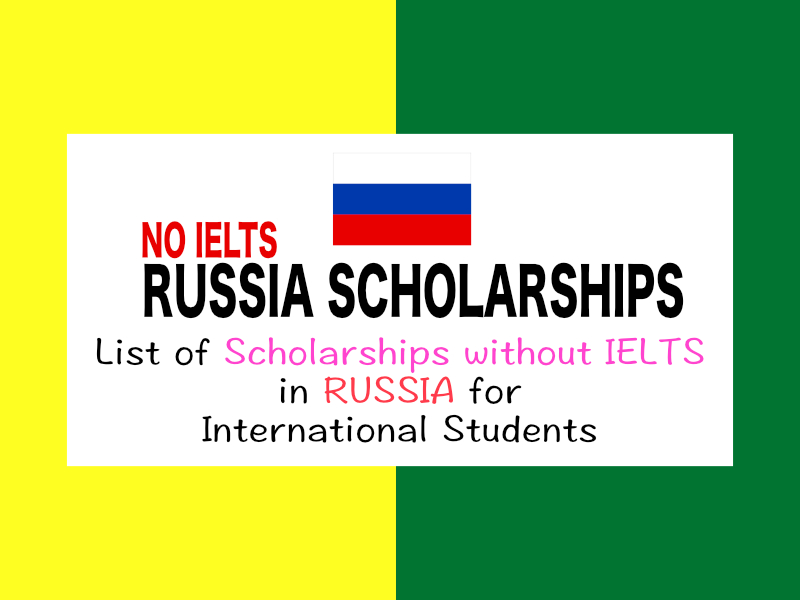 NO IELTS
RUSSIA SCHOLARSHIPS
List of Scholarships without IELTS
in RUSSIA for
International Students